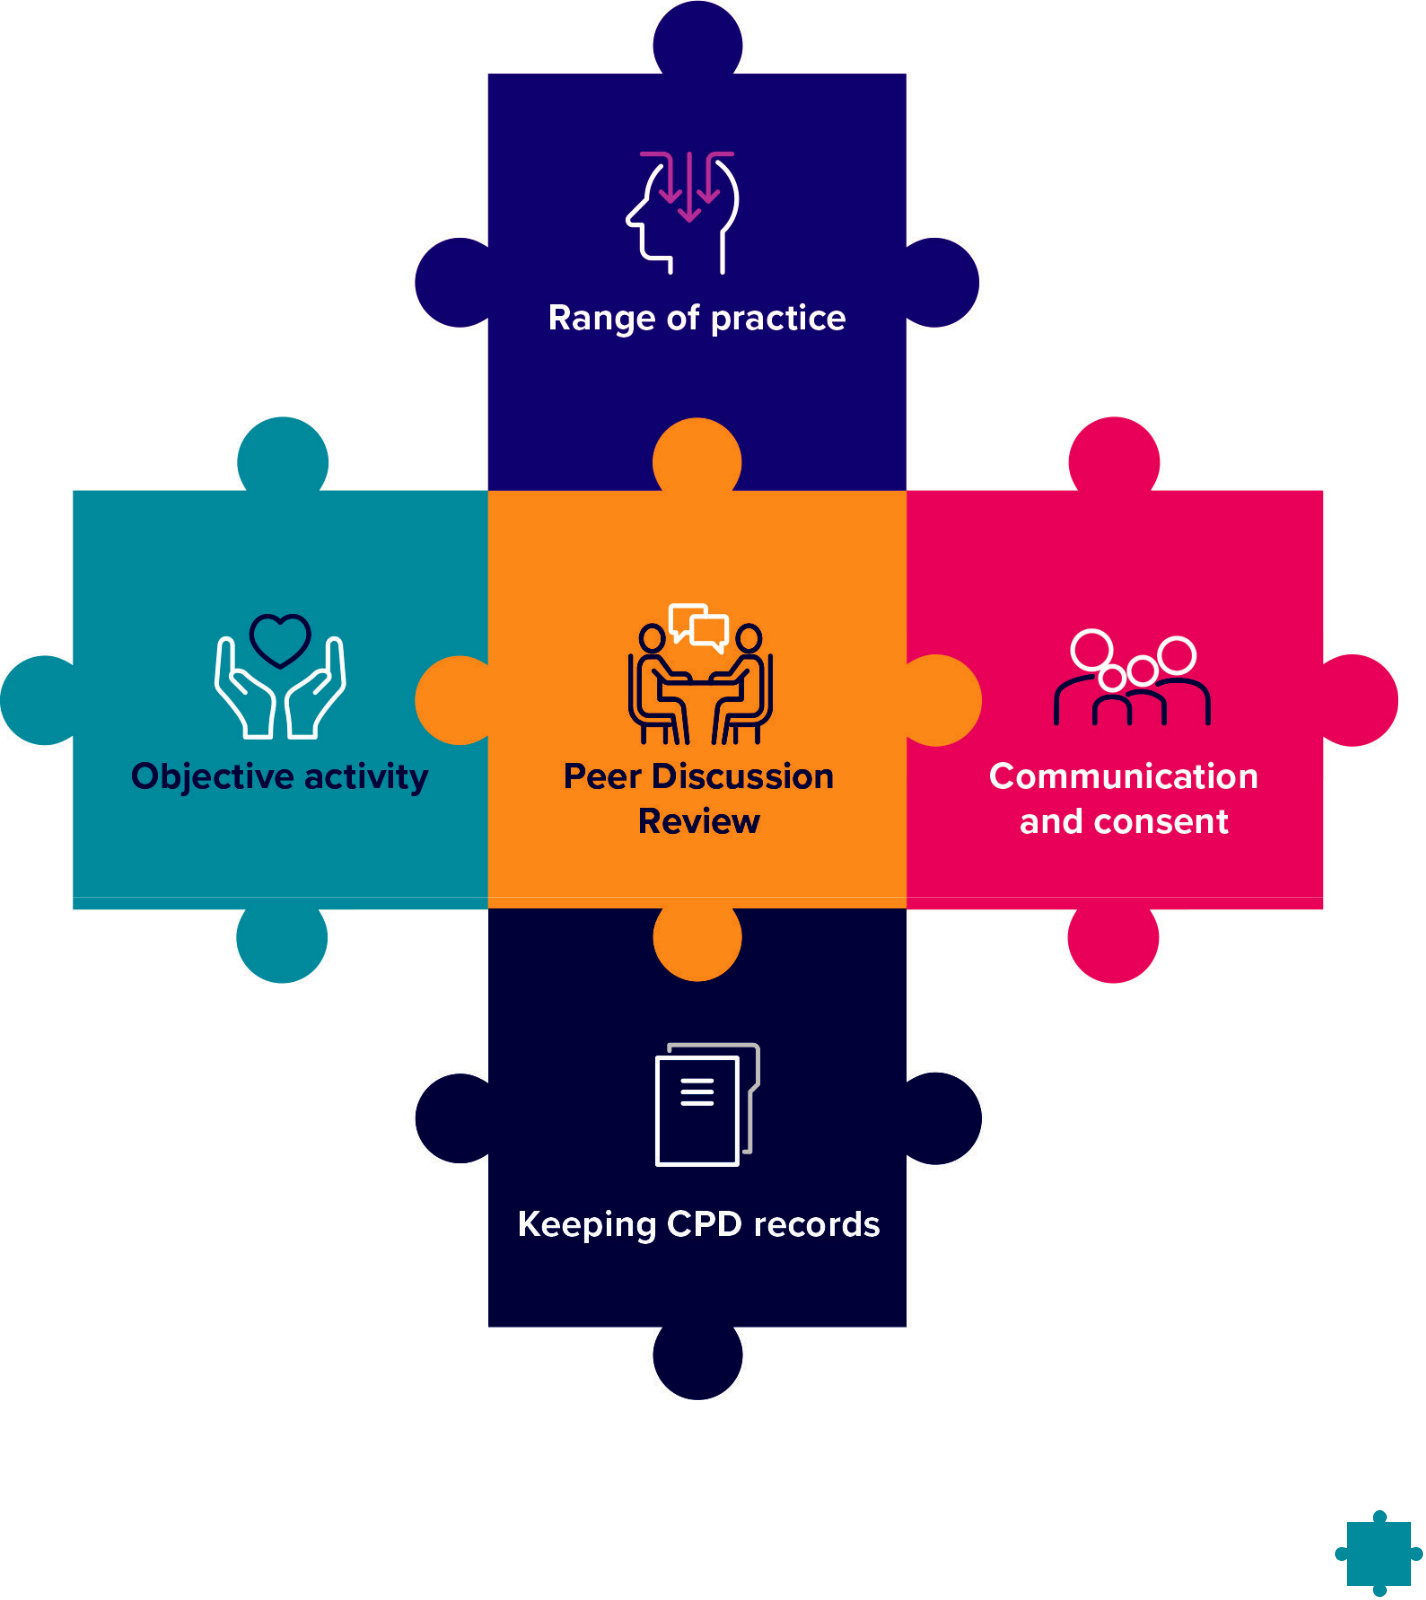 Range of practice
Objective activity
Peer Discussion
Review
Communication
and consent
Keeping CPD records